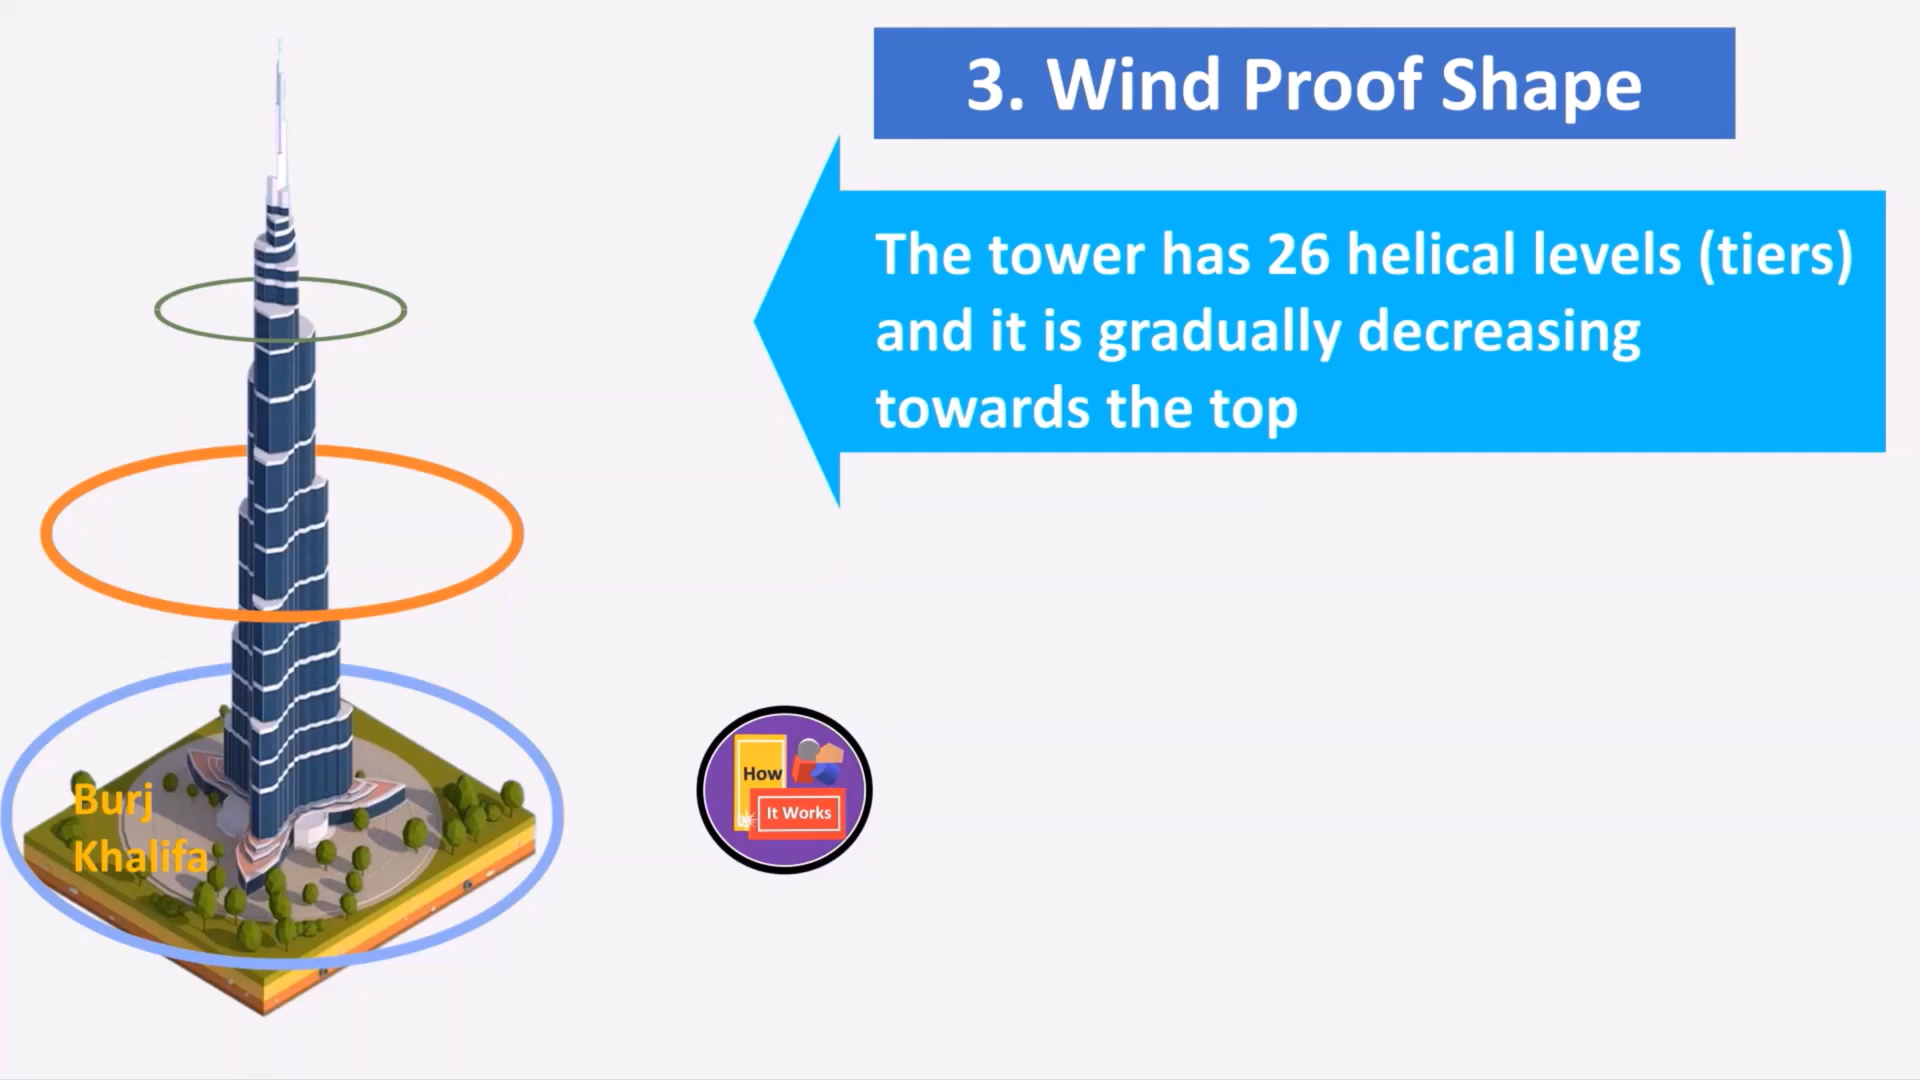 3. Wind Proof Shape
The tower has 26 helical levels (tiers)
and it is gradually decreasing
towards the top
Burj
Khalifa
How
It Works